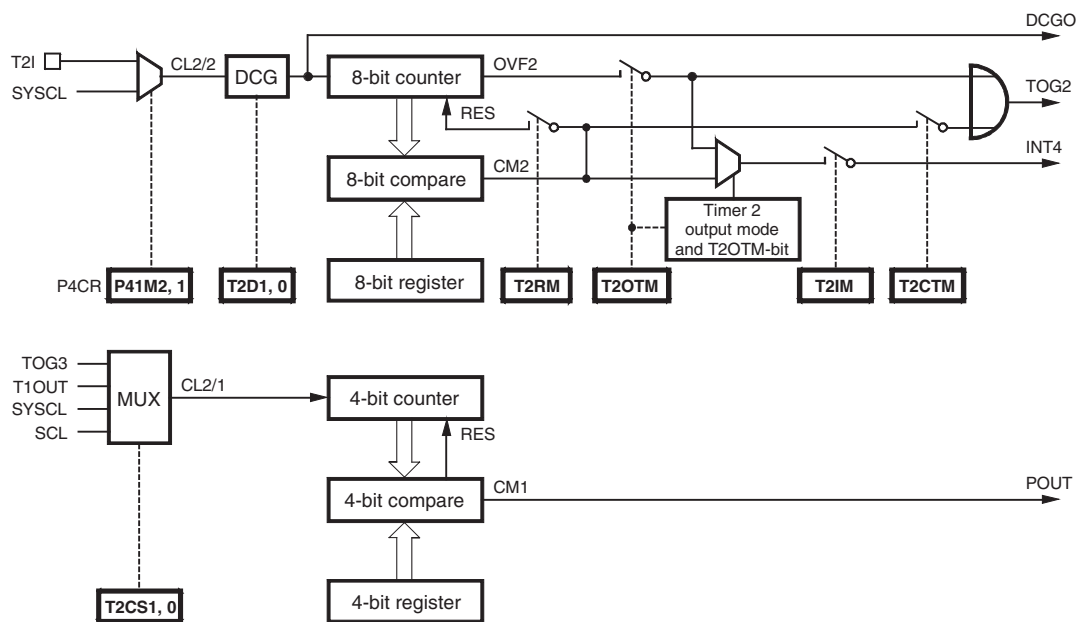 DCGO
T2I
CL2/2
DCG
8-bit counter
OVF2
TOG2
SYSCL
RES
INT4
8-bit compare
CM2
Timer 2
output mode
and T2OTM-bit
8-bit register
P4CR
P41M2, 1
T2D1, 0
T2RM
T2OTM
T2IM
T2CTM
TOG3
T1OUT
SYSCL
SCL
MUX
CL2/1
4-bit counter
RES
4-bit compare
CM1
POUT
T2CS1, 0
4-bit register